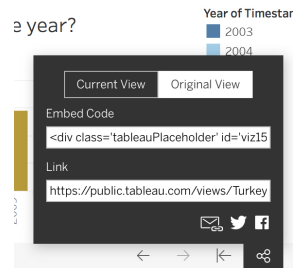 e year?
Year of Timestar
2003
2004
Current View
Original View
Embed Code
<div class='tableauPlaceholder' id='viz15
Link
https://public.tableau.com/views/Turkey
2003